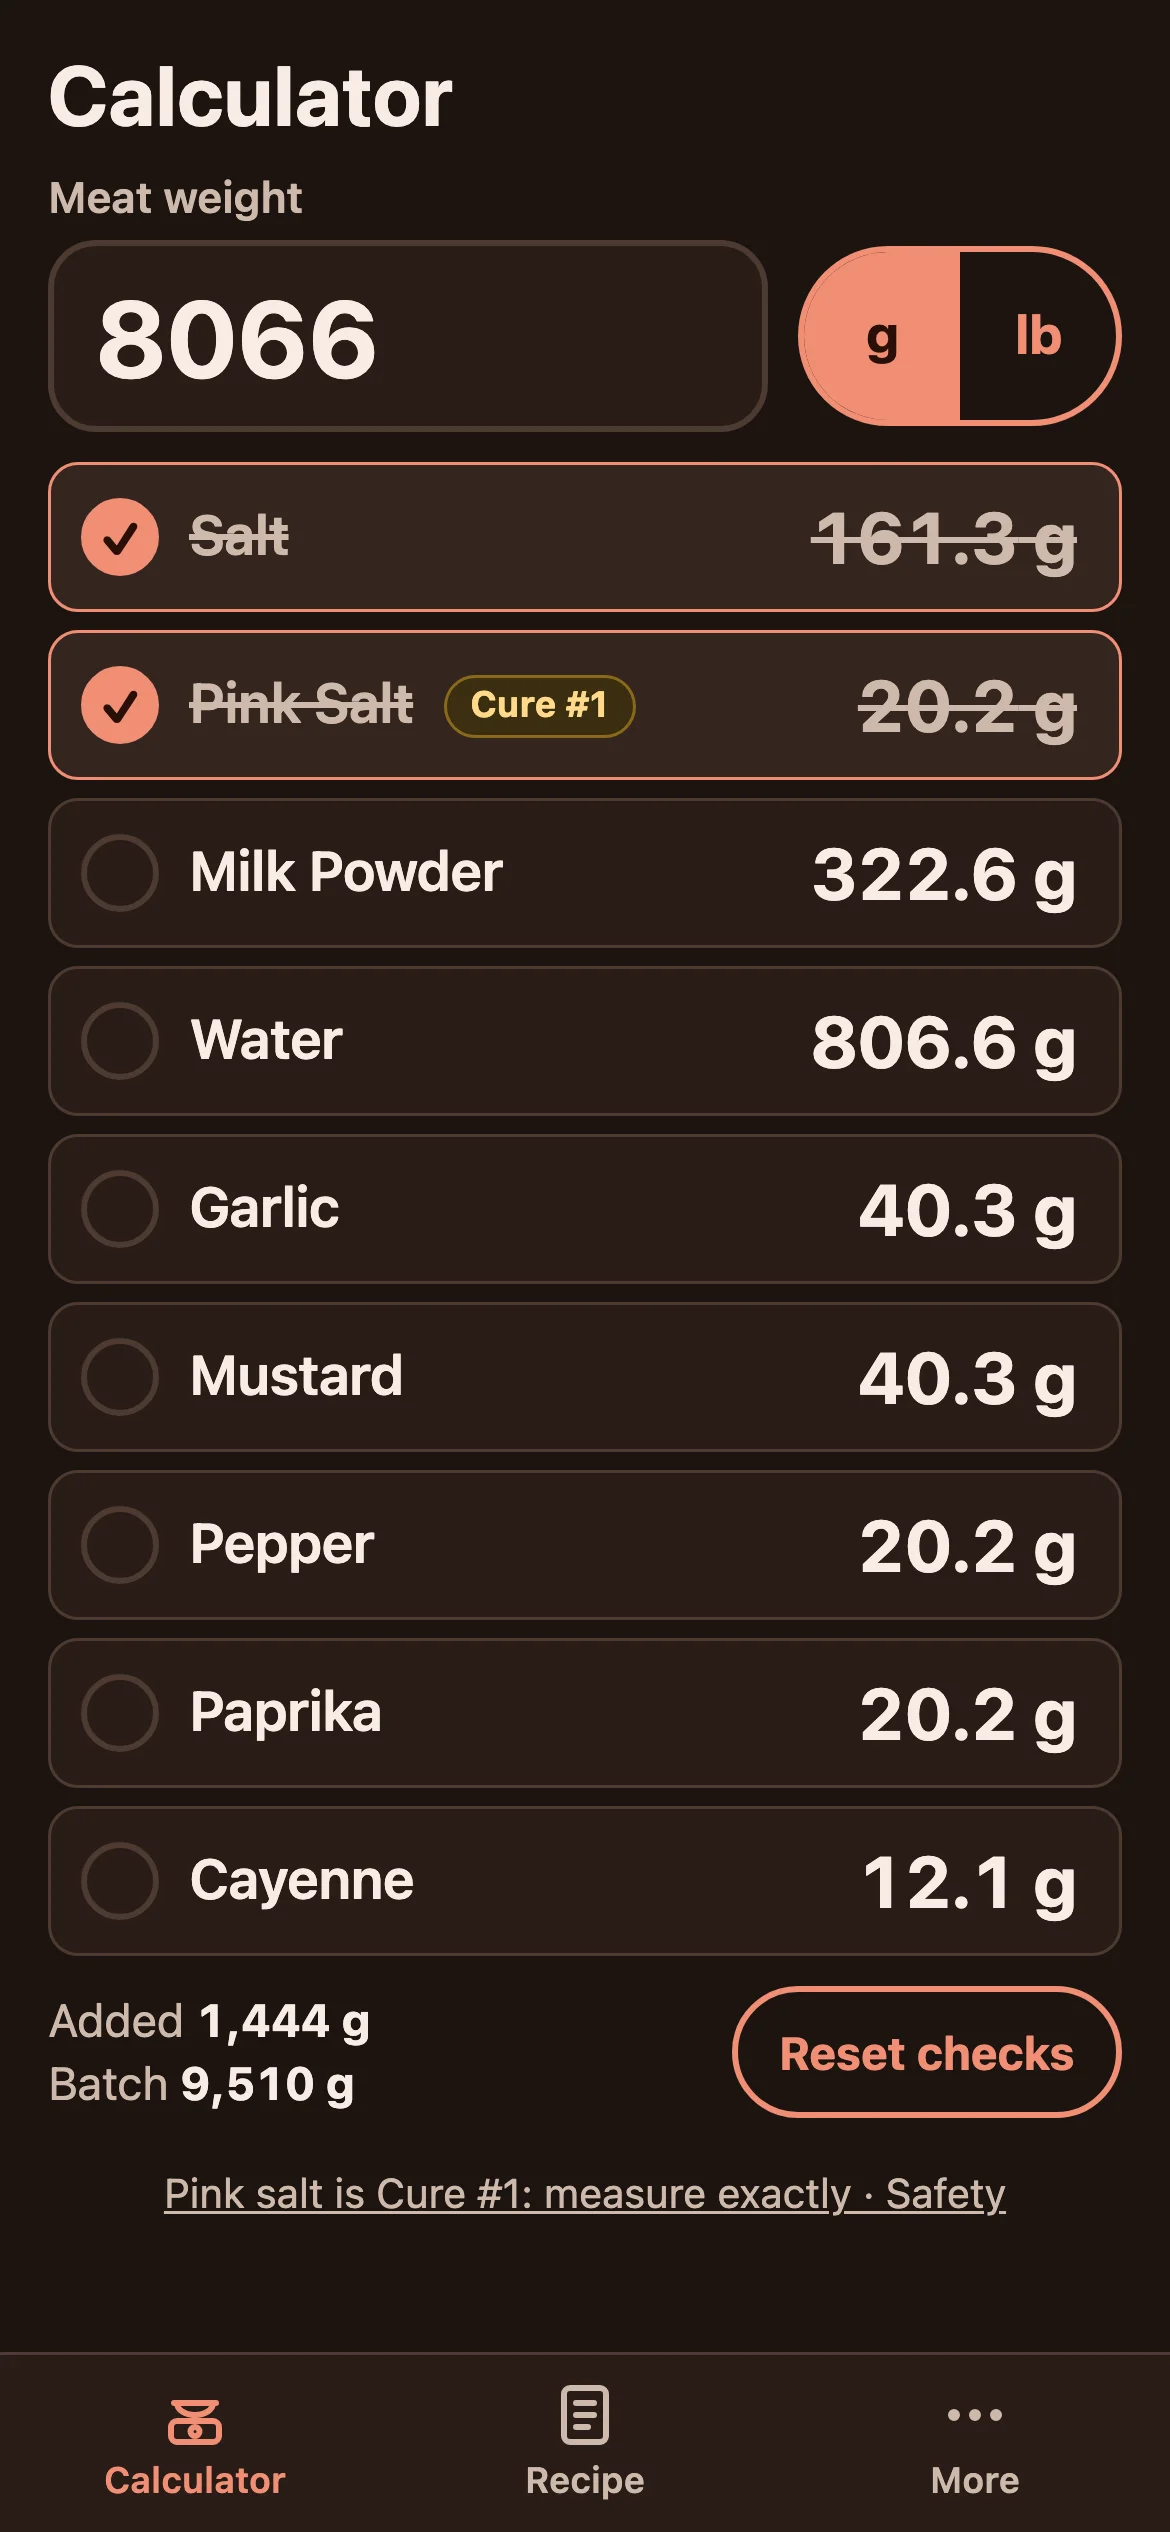 Calculator
Meat weight
8066
g lb
Salt 161.3 g
Pink Salt Cure #1 20.2 g
Milk Powder 322.6 g
Water 806.6 g
Garlic 40.3 g
Mustard 40.3 g
Pepper 20.2 g
Paprika 20.2 g
Cayenne 12.1 g
Added 1,444 g
Batch 9,510 g
Reset checks
Pink salt is Cure #1: measure exactly · Safety
Calculator Recipe More